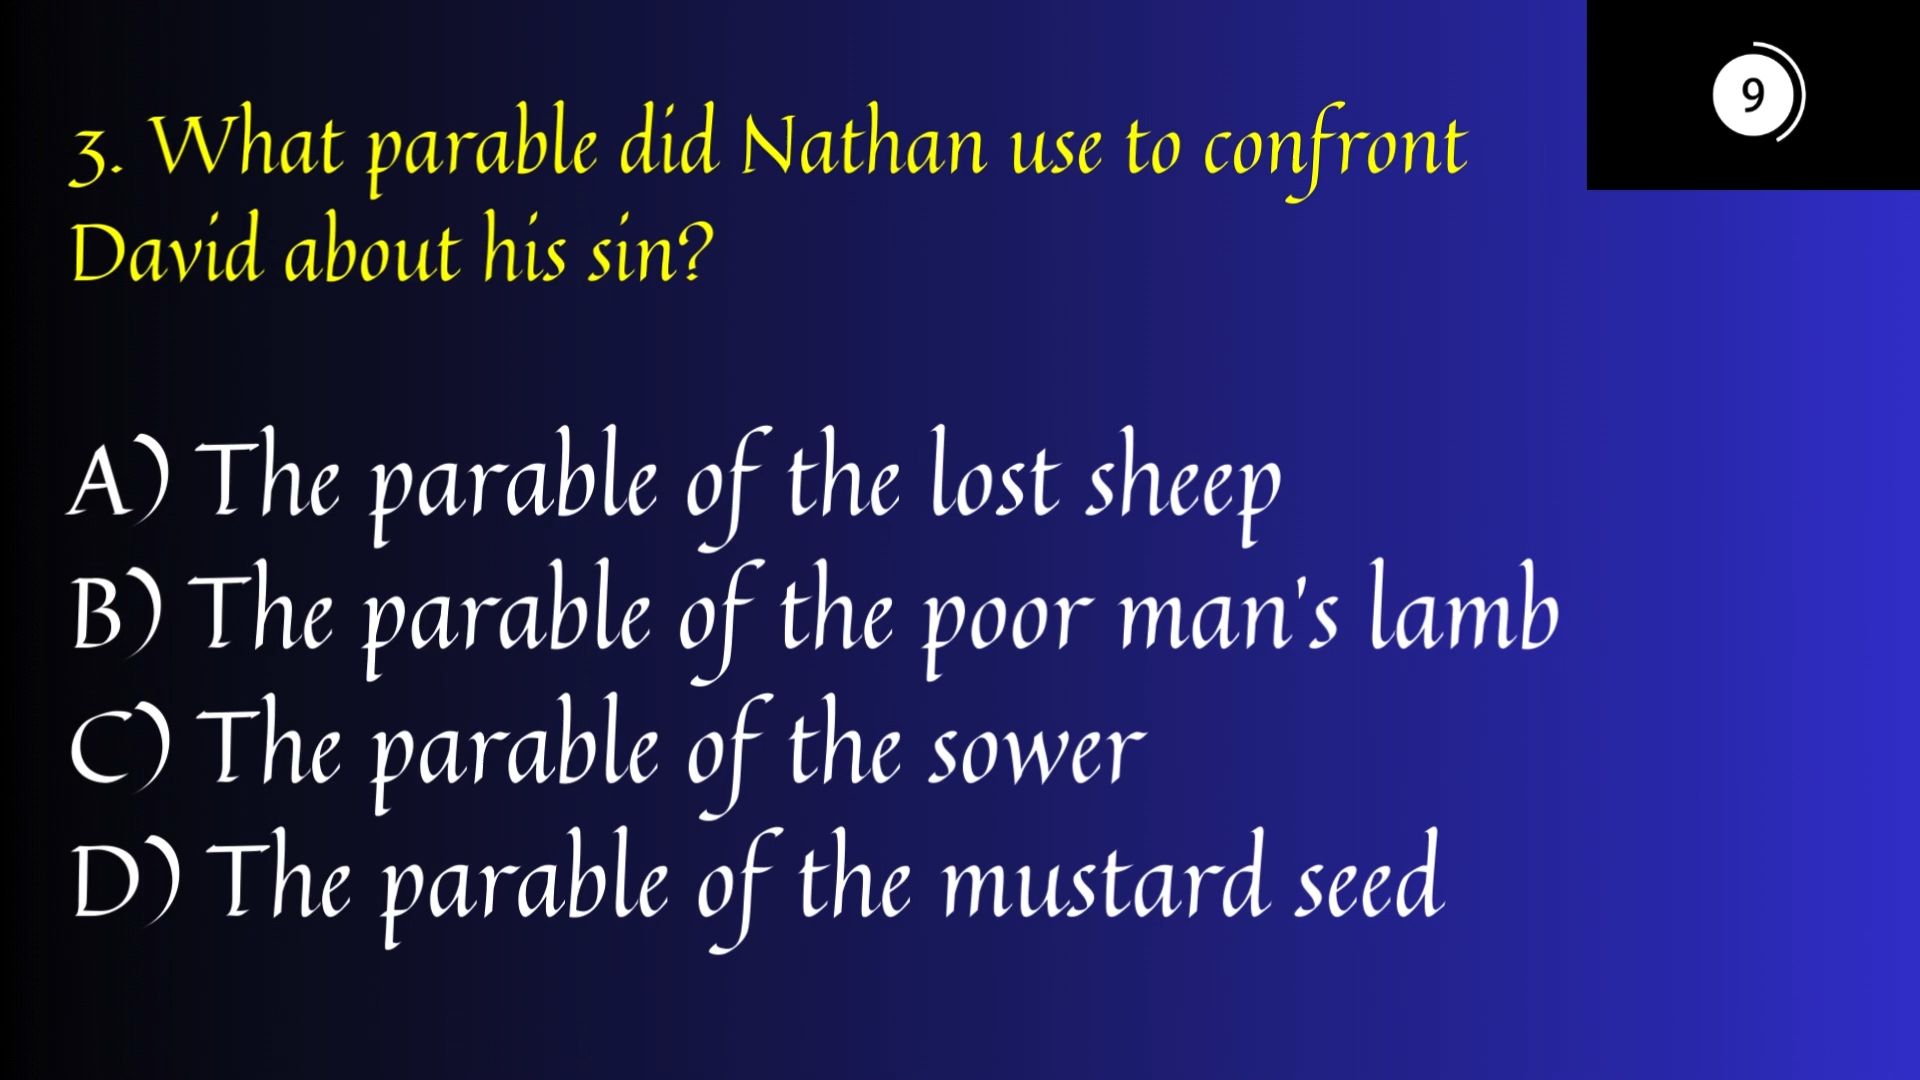 3. What parable did Nathan use to confront
David about his sin?
9
A) The parable of the lost sheep
B) The parable of the poor man's lamb
C) The parable of the sower
D) The parable of the mustard seed